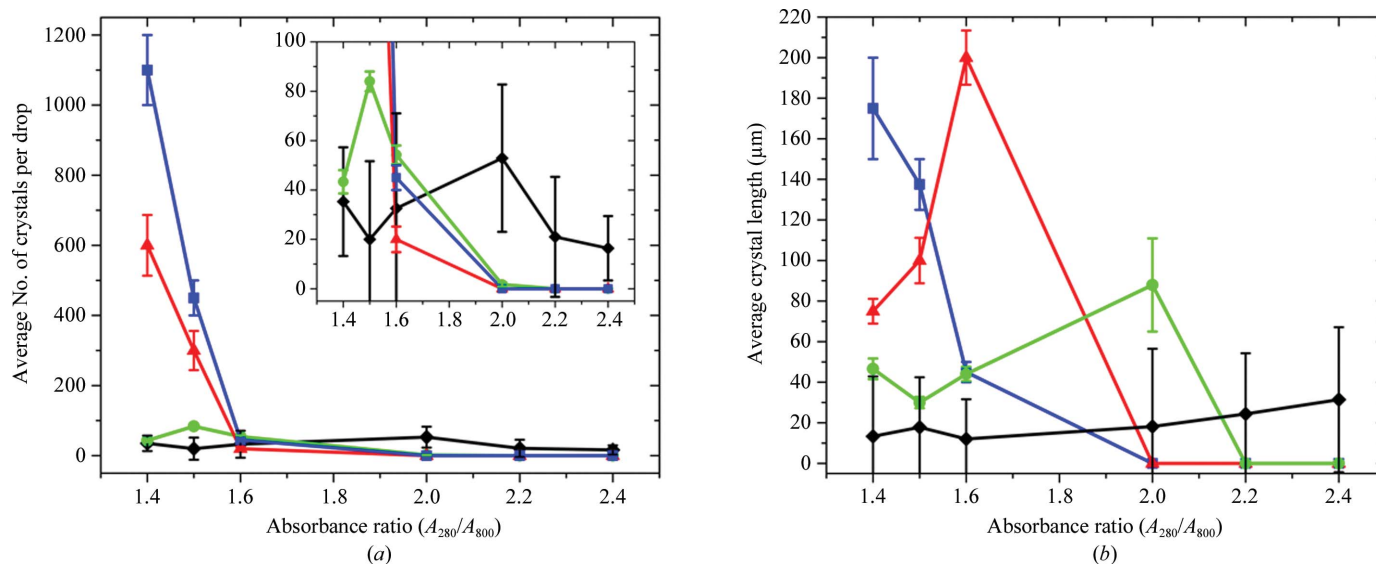 Average No. of crystals per drop
1200
1000
800
600
400
200
0
1.4 1.6 1.8 2.0 2.2 2.4
100
80
60
40
20
0
1.4 1.6 1.8 2.0 2.2 2.4
Absorbance ratio (A280/A800)
(a)
Average crystal length (µm)
220
200
180
160
140
120
100
80
60
40
20
0
1.4 1.6 1.8 2.0 2.2 2.4
Absorbance ratio (A280/A800)
(b)